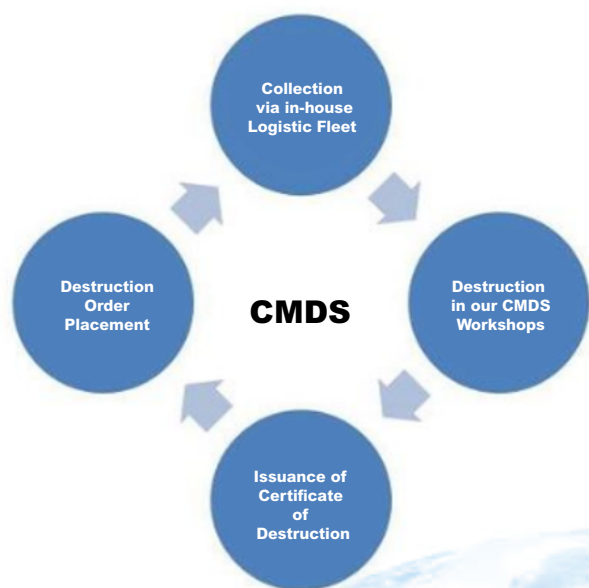 Collection
via in-house
Logistic Fleet
Destruction
Order
Placement
CMDS
Destruction
in our CMDS
Workshops
Issuance of
Certificate
of
Destruction